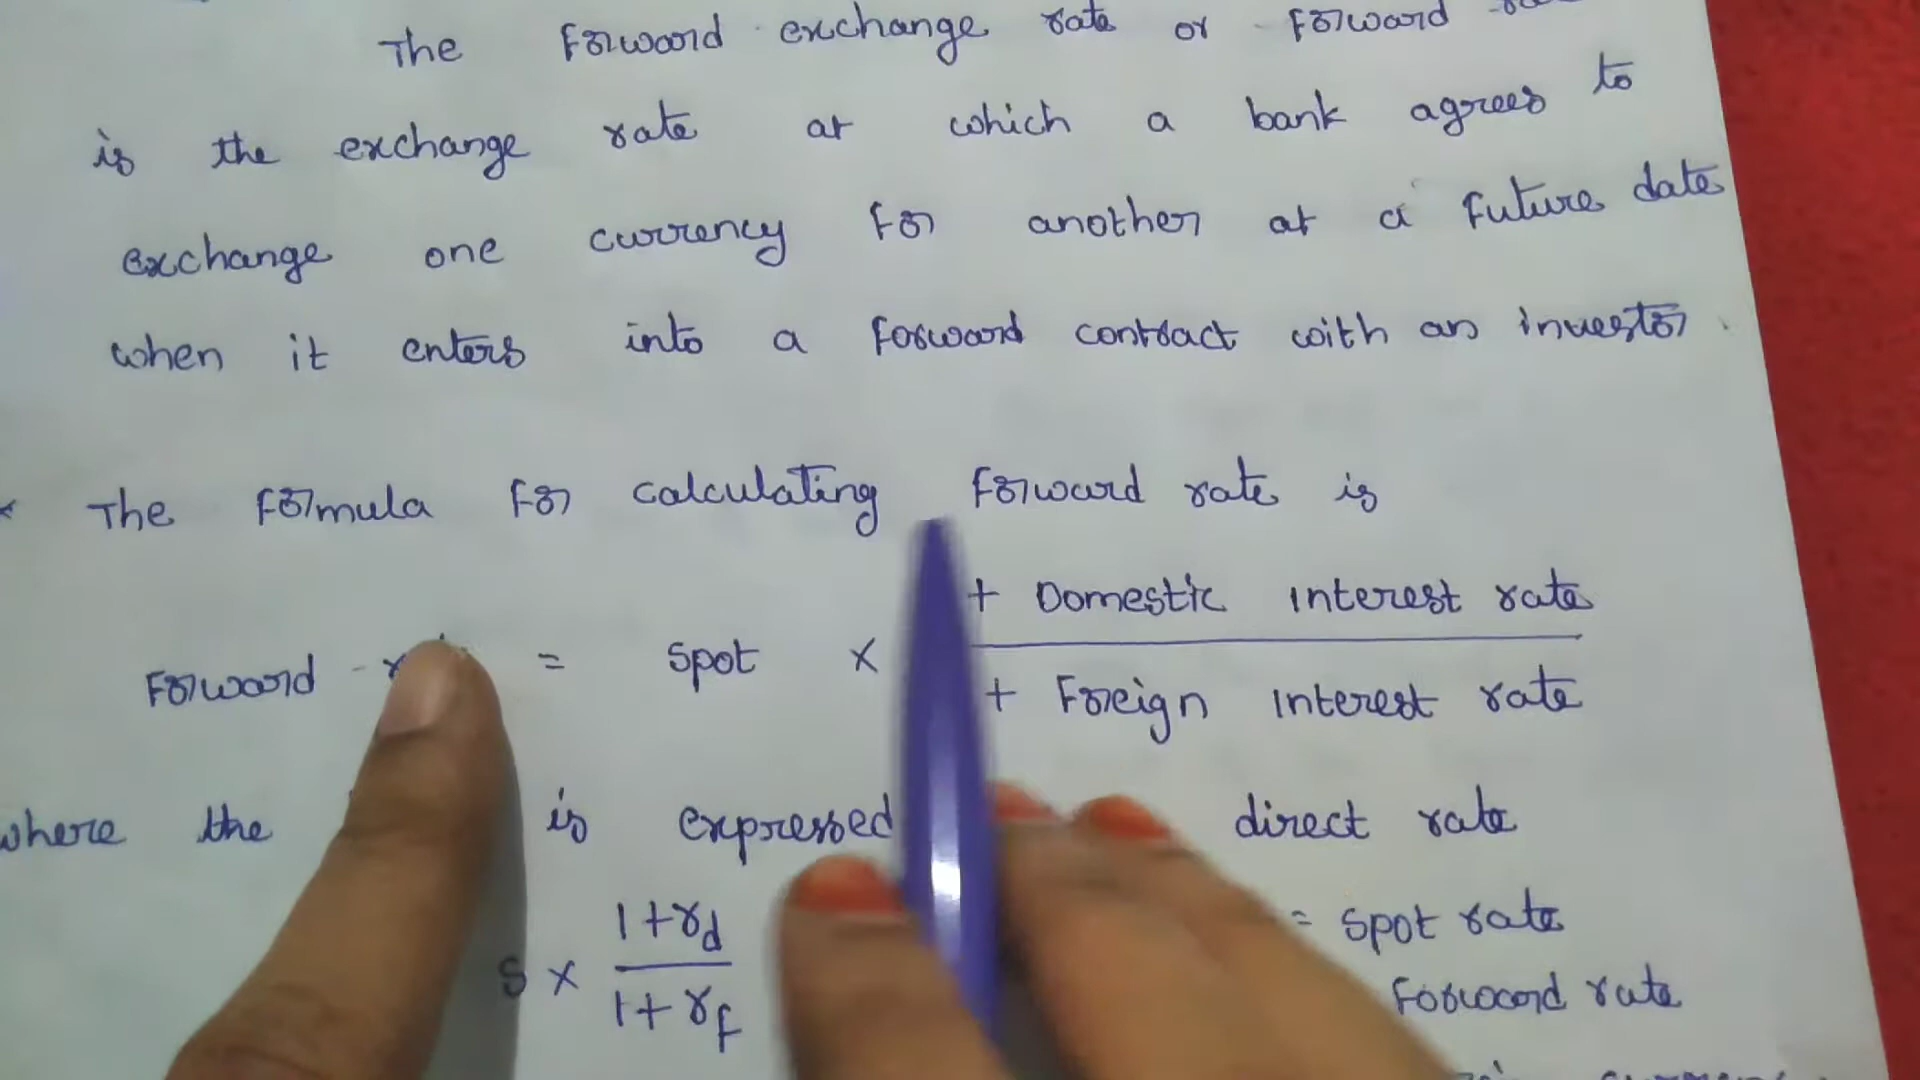 The Forward exchange rate or Forward
is the exchange rate at which a bank agrees to
exchange one currency for another at a future date
when it enters into a forward contract with an investor.
The formula for calculating forward rate is
+ Domestic interest rate
Forward = spot ×
+ Foreign interest rate
where the is expressed direct rate
1+rd = spot rate
S ×
1+rf Forward rate